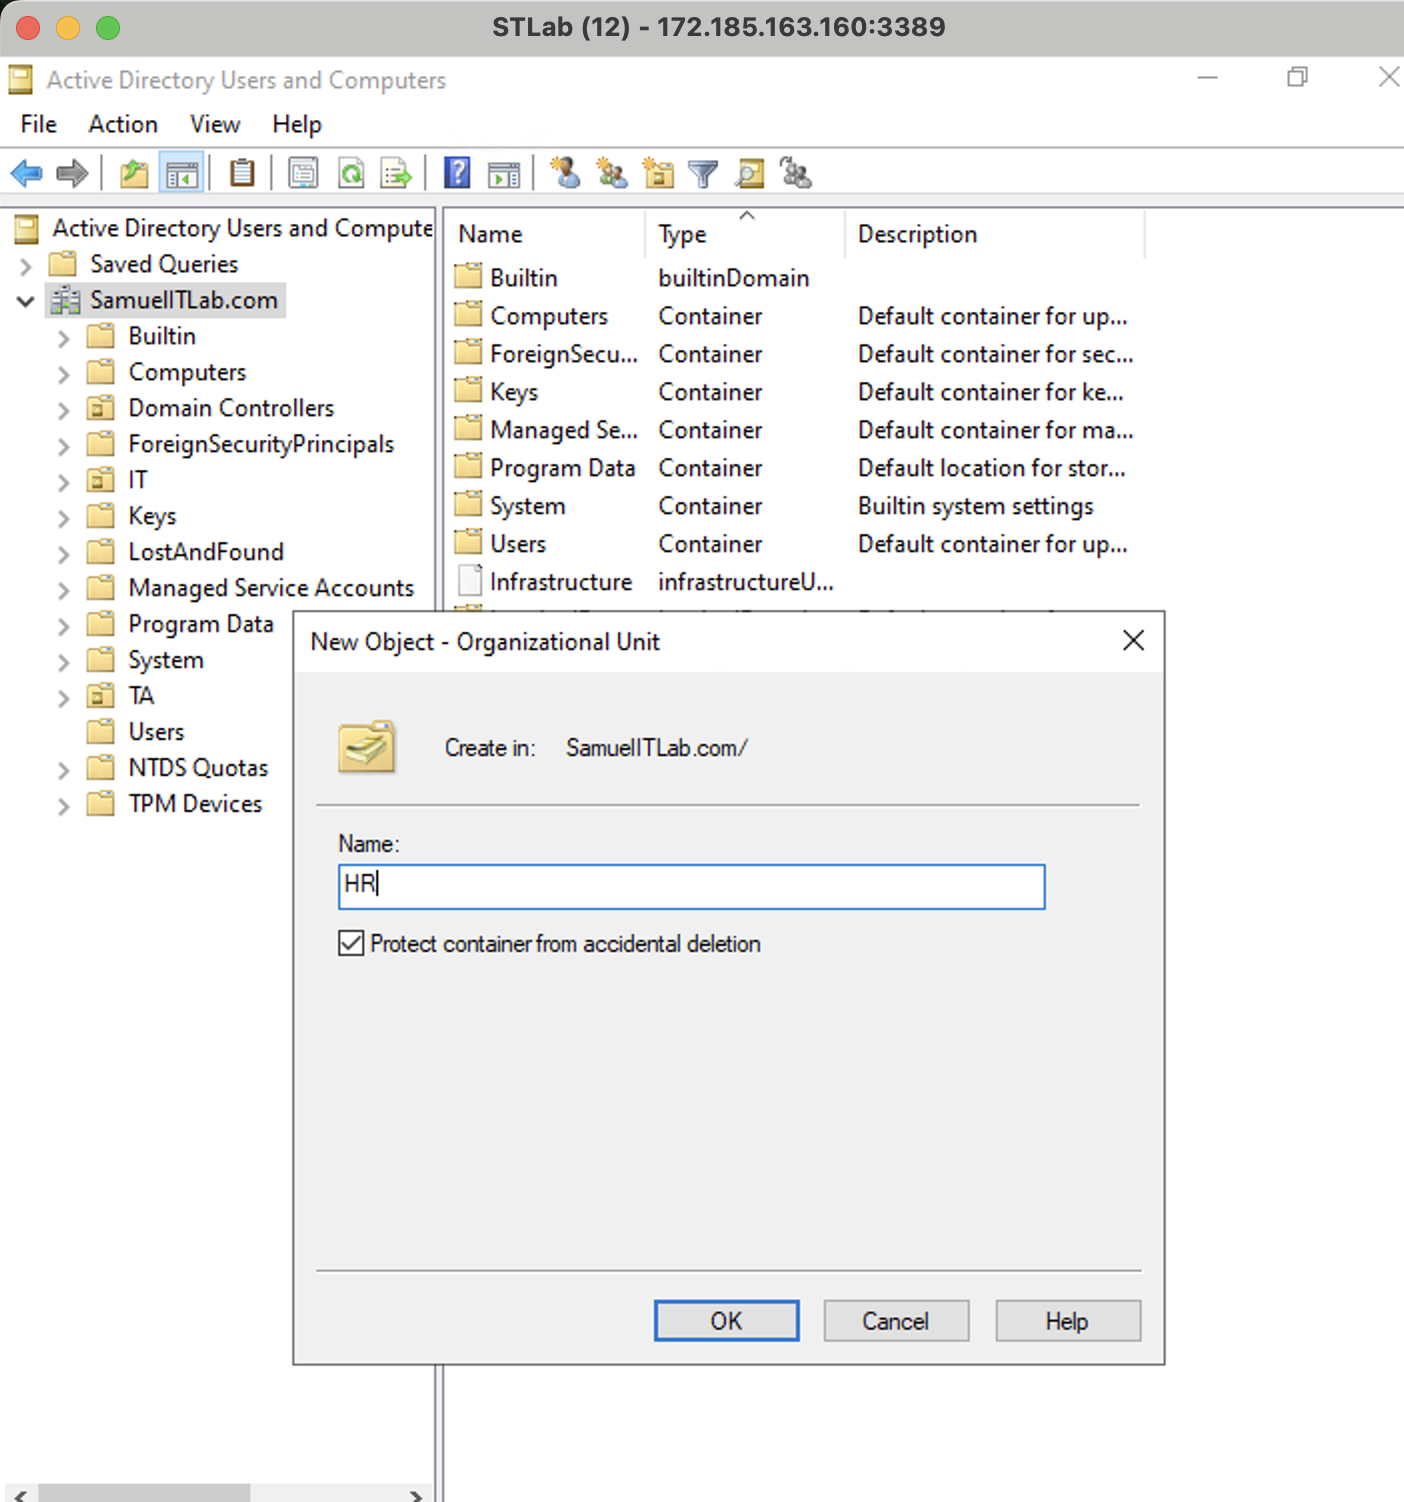 STLab (12) - 172.185.163.160:3389
Active Directory Users and Computers
File Action View Help
Active Directory Users and Compute
Saved Queries
SamuelITLab.com
Builtin
Computers
Domain Controllers
ForeignSecurityPrincipals
IT
Keys
LostAndFound
Managed Service Accounts
Program Data
System
TA
Users
NTDS Quotas
TPM Devices
Name Type Description
Builtin builtinDomain
Computers Container Default container for up...
ForeignSecu... Container Default container for sec...
Keys Container Default container for ke...
Managed Se... Container Default container for ma...
Program Data Container Default location for stor...
System Container Builtin system settings
Users Container Default container for up...
Infrastructure infrastructureU...
New Object - Organizational Unit
Create in: SamuelITLab.com/
Name:
HR
Protect container from accidental deletion
OK Cancel Help